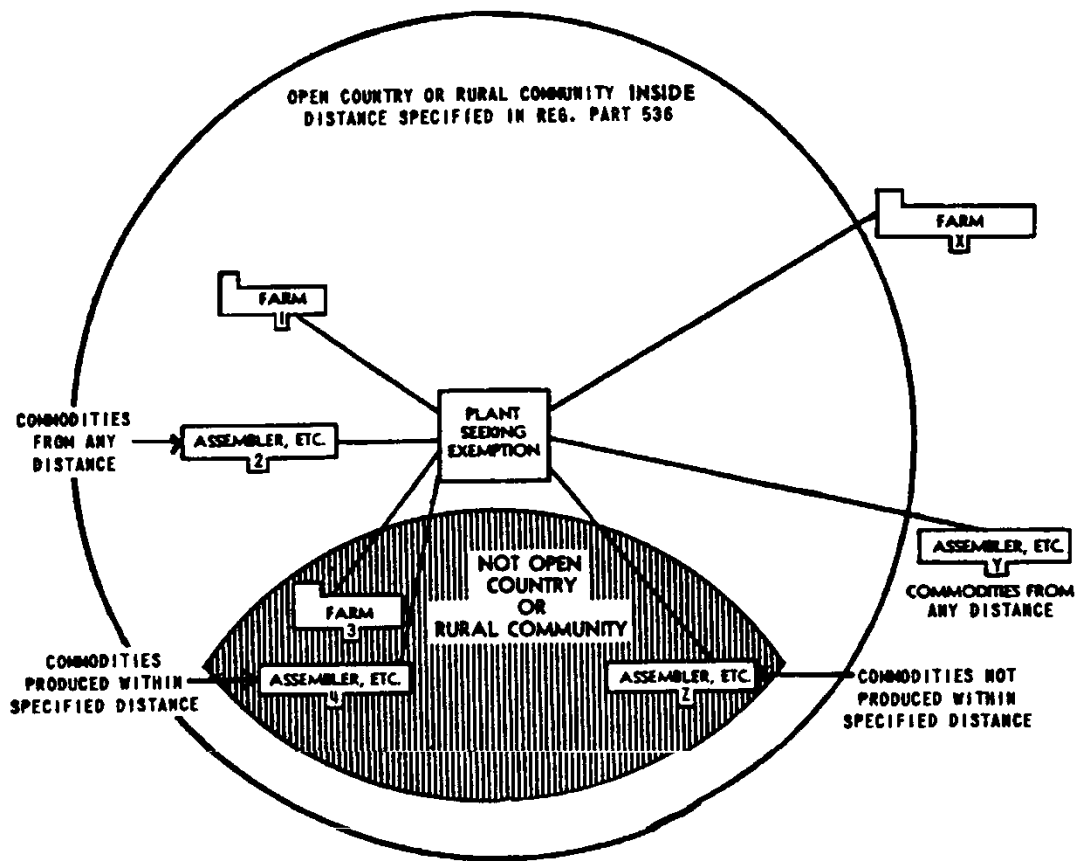 OPEN COUNTRY OR RURAL COMMUNITY INSIDE
DISTANCE SPECIFIED IN REG. PART 536
FARM
X
FARM
1
PLANT
SEEKING
EXEMPTION
COMMODITIES
FROM ANY
DISTANCE
ASSEMBLER, ETC.
2
ASSEMBLER, ETC.
Y
COMMODITIES FROM
ANY DISTANCE
NOT OPEN
COUNTRY
OR
RURAL COMMUNITY
FARM
3
COMMODITIES
PRODUCED WITHIN
SPECIFIED DISTANCE
ASSEMBLER, ETC.
4
ASSEMBLER, ETC.
Z
COMMODITIES NOT
PRODUCED WITHIN
SPECIFIED DISTANCE